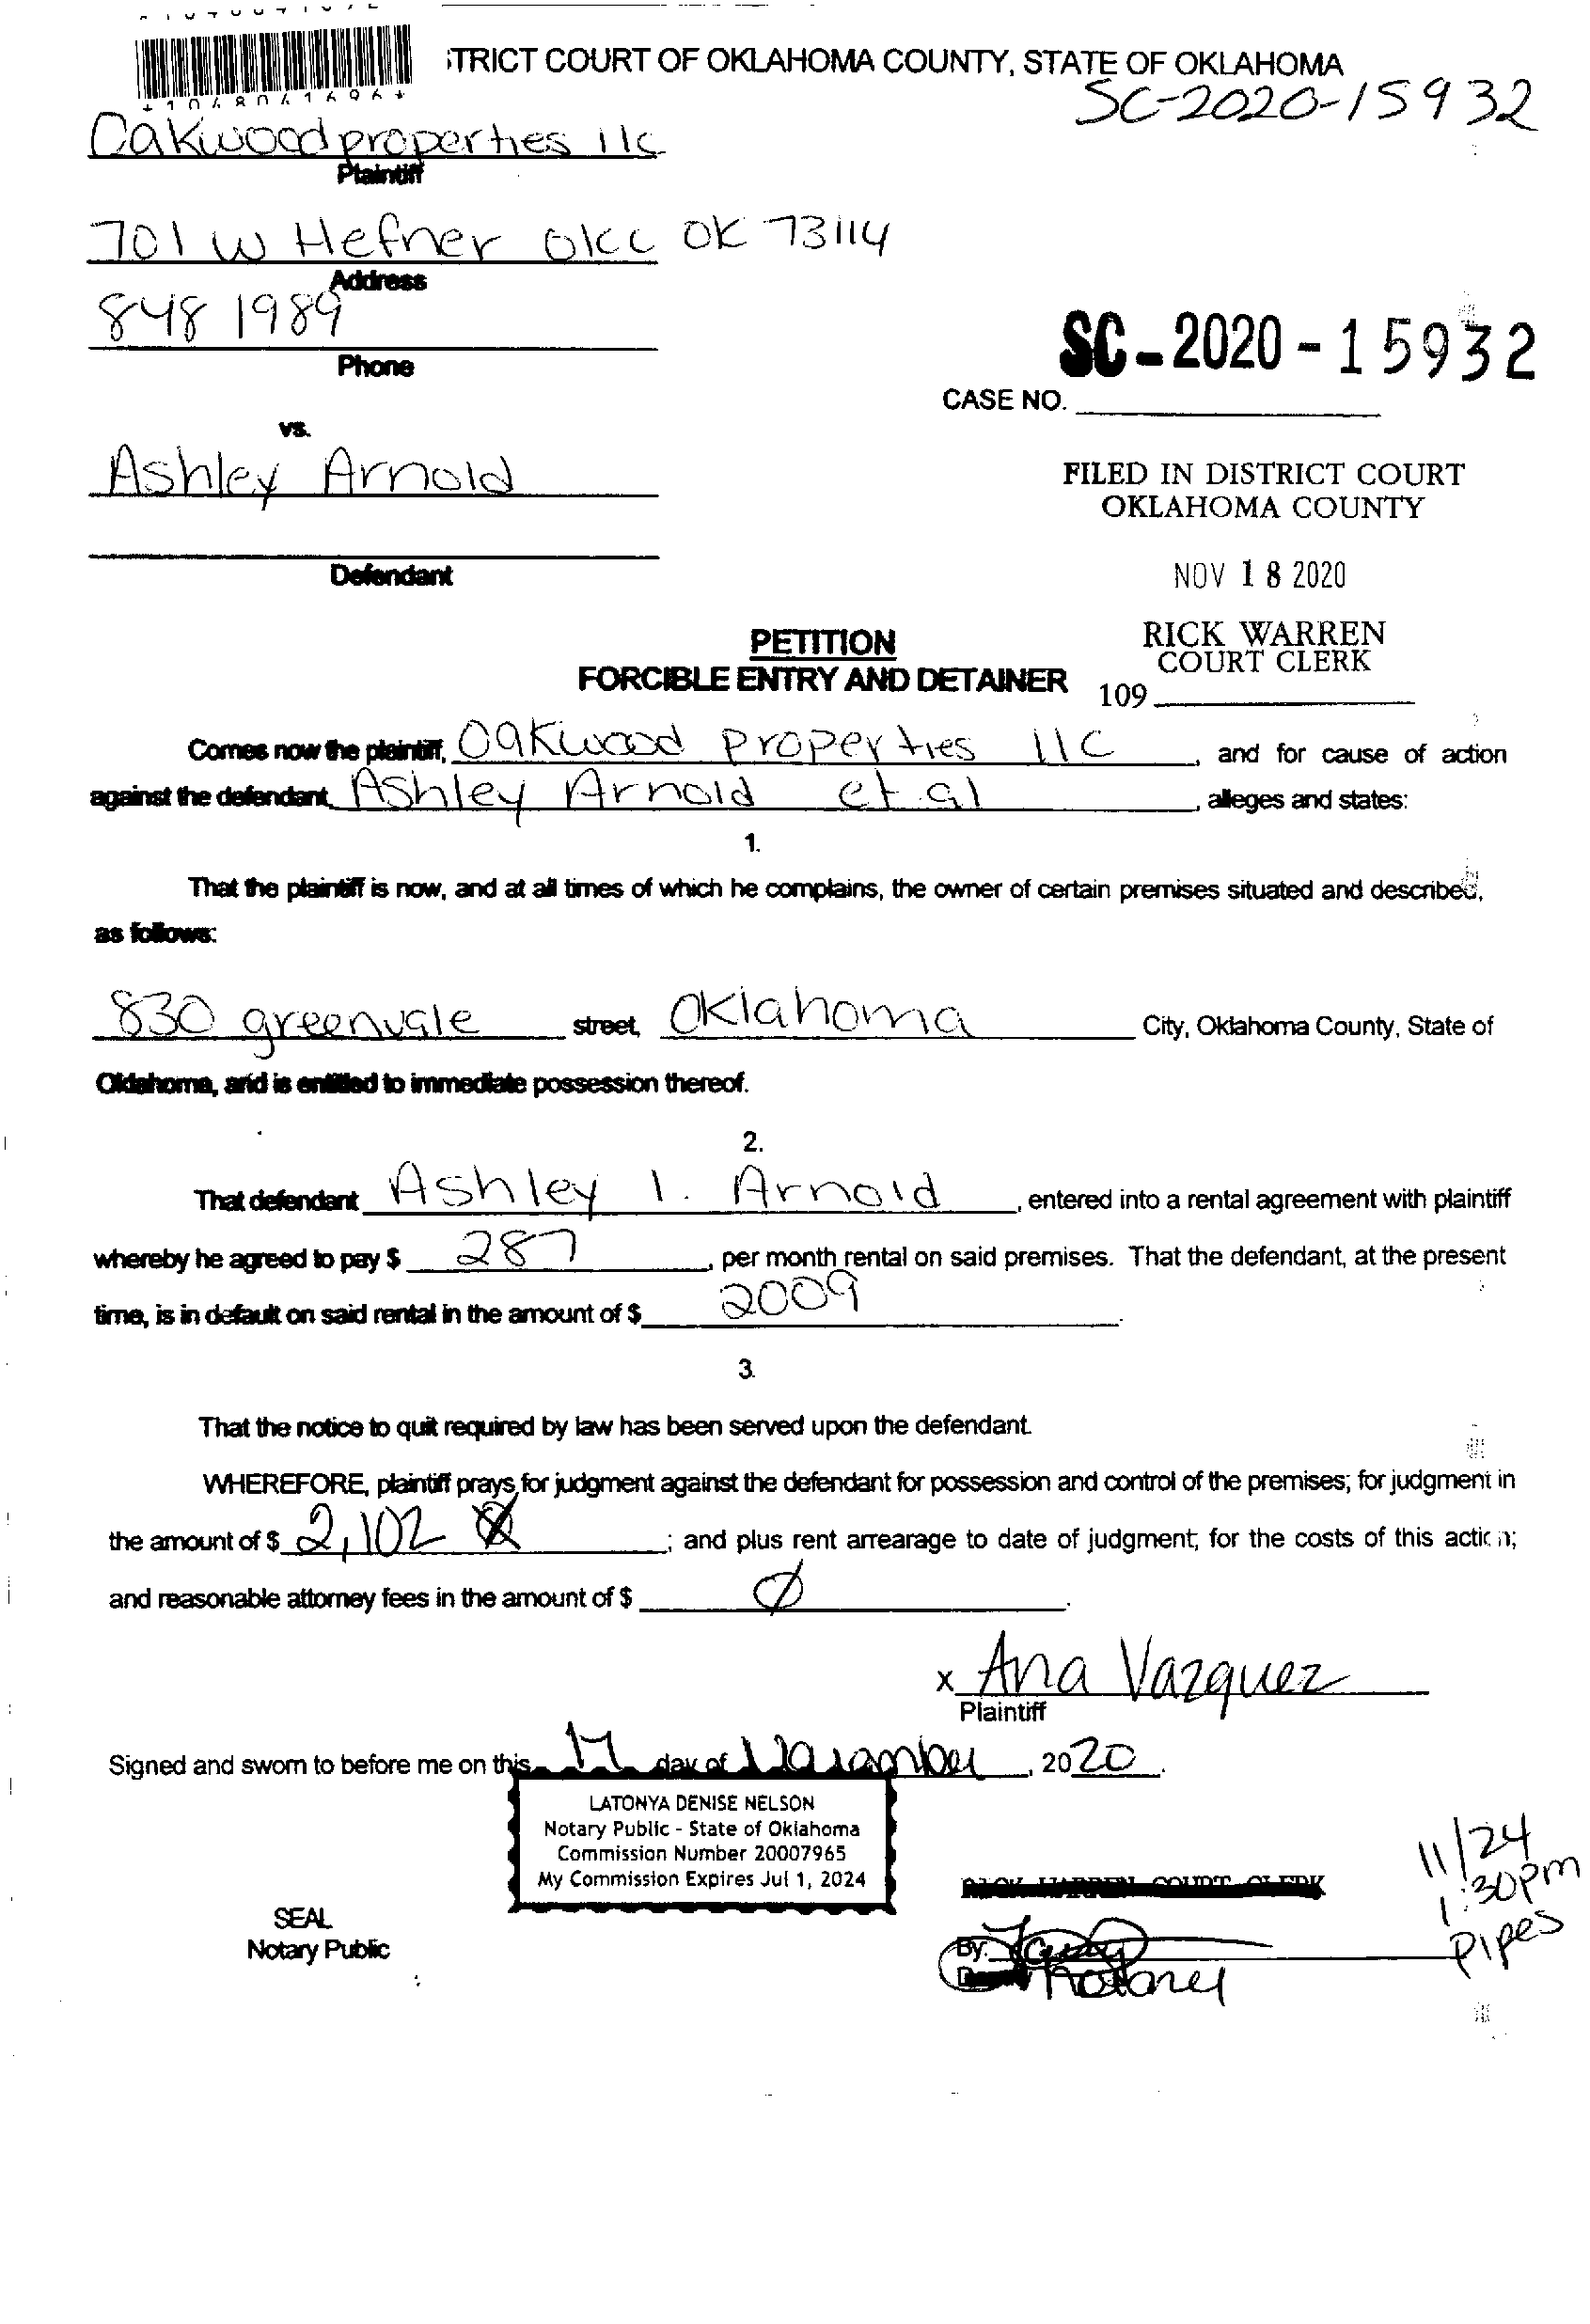 TRICT COURT OF OKLAHOMA COUNTY, STATE OF OKLAHOMA
SC-2020-15932
Oakwood properties llc
Plaintiff
701 W Hefner OKC OK 73114
Address
848 1989
Phone
SC-2020-15932
CASE NO.
vs.
Ashley Arnold
FILED IN DISTRICT COURT
OKLAHOMA COUNTY
Defendant
NOV 18 2020
RICK WARREN
COURT CLERK
109
PETITION
FORCIBLE ENTRY AND DETAINER
Comes now the plaintiff, Oakwood properties llc, and for cause of action
against the defendant, Ashley Arnold et al, alleges and states:
1.
That the plaintiff is now, and at all times of which he complains, the owner of certain premises situated and described,
as follows:
830 greenvale street, Oklahoma City, Oklahoma County, State of
Oklahoma, and is entitled to immediate possession thereof.
2.
That defendant Ashley I. Arnold, entered into a rental agreement with plaintiff
whereby he agreed to pay $ 287, per month rental on said premises. That the defendant, at the present
time, is in default on said rental in the amount of $ 2009.
3.
That the notice to quit required by law has been served upon the defendant.
WHEREFORE, plaintiff prays for judgment against the defendant for possession and control of the premises; for judgment in
the amount of $ 2,102; and plus rent arrearage to date of judgment; for the costs of this action;
and reasonable attorney fees in the amount of $ Ø.
x Ana Vazquez
Plaintiff
Signed and sworn to before me on this 17 day of November, 2020.
LATONYA DENISE NELSON
Notary Public - State of Oklahoma
Commission Number 20007965
My Commission Expires Jul 1, 2024
RICK WARREN COURT CLERK
SEAL
Notary Public
By:
Notary
11/24
1:30pm
Pipes